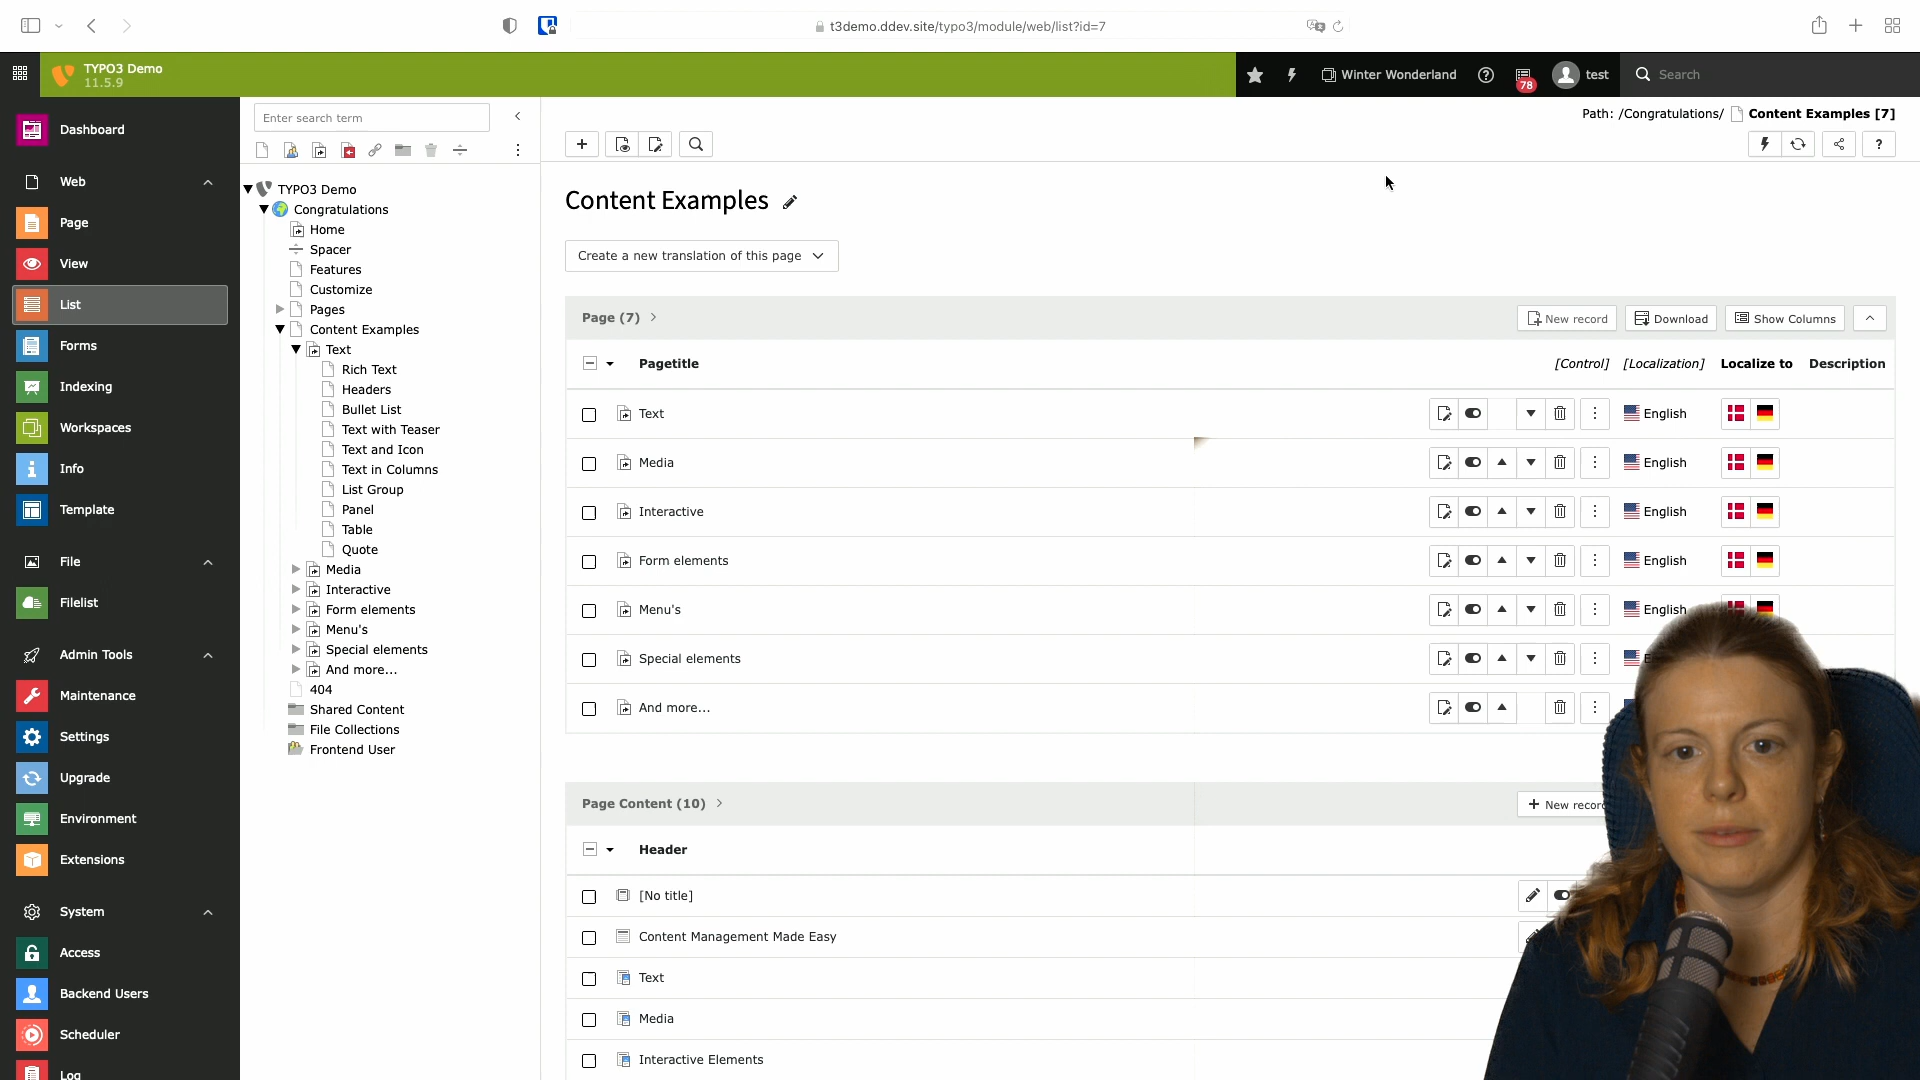 t3demo.ddev.site/typo3/module/web/list?id=7
TYPO3 Demo
11.5.9
Winter Wonderland
78
test
Search
Dashboard
Web
Page
View
List
Forms
Indexing
Workspaces
Info
Template
File
Filelist
Admin Tools
Maintenance
Settings
Upgrade
Environment
Extensions
System
Access
Backend Users
Scheduler
Log
Enter search term
TYPO3 Demo
Congratulations
Home
Spacer
Features
Customize
Pages
Content Examples
Text
Rich Text
Headers
Bullet List
Text with Teaser
Text and Icon
Text in Columns
List Group
Panel
Table
Quote
Media
Interactive
Form elements
Menu's
Special elements
And more...
404
Shared Content
File Collections
Frontend User
Path: /Congratulations/ Content Examples [7]
Content Examples
Create a new translation of this page
Page (7)
New record
Download
Show Columns
Pagetitle [Control] [Localization] Localize to Description
Text English
Media English
Interactive English
Form elements English
Menu's English
Special elements
And more...
Page Content (10)
New record
Header
[No title]
Content Management Made Easy
Text
Media
Interactive Elements